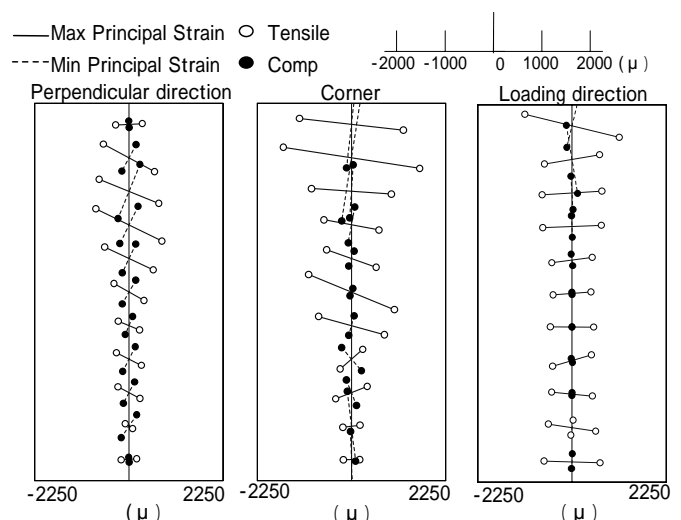 Max Principal Strain Tensile
Min Principal Strain Comp
-2000 -1000 0 1000 2000 (μ)
Perpendicular direction Corner Loading direction
-2250 2250 -2250 2250 -2250 2250
(μ) (μ) (μ)